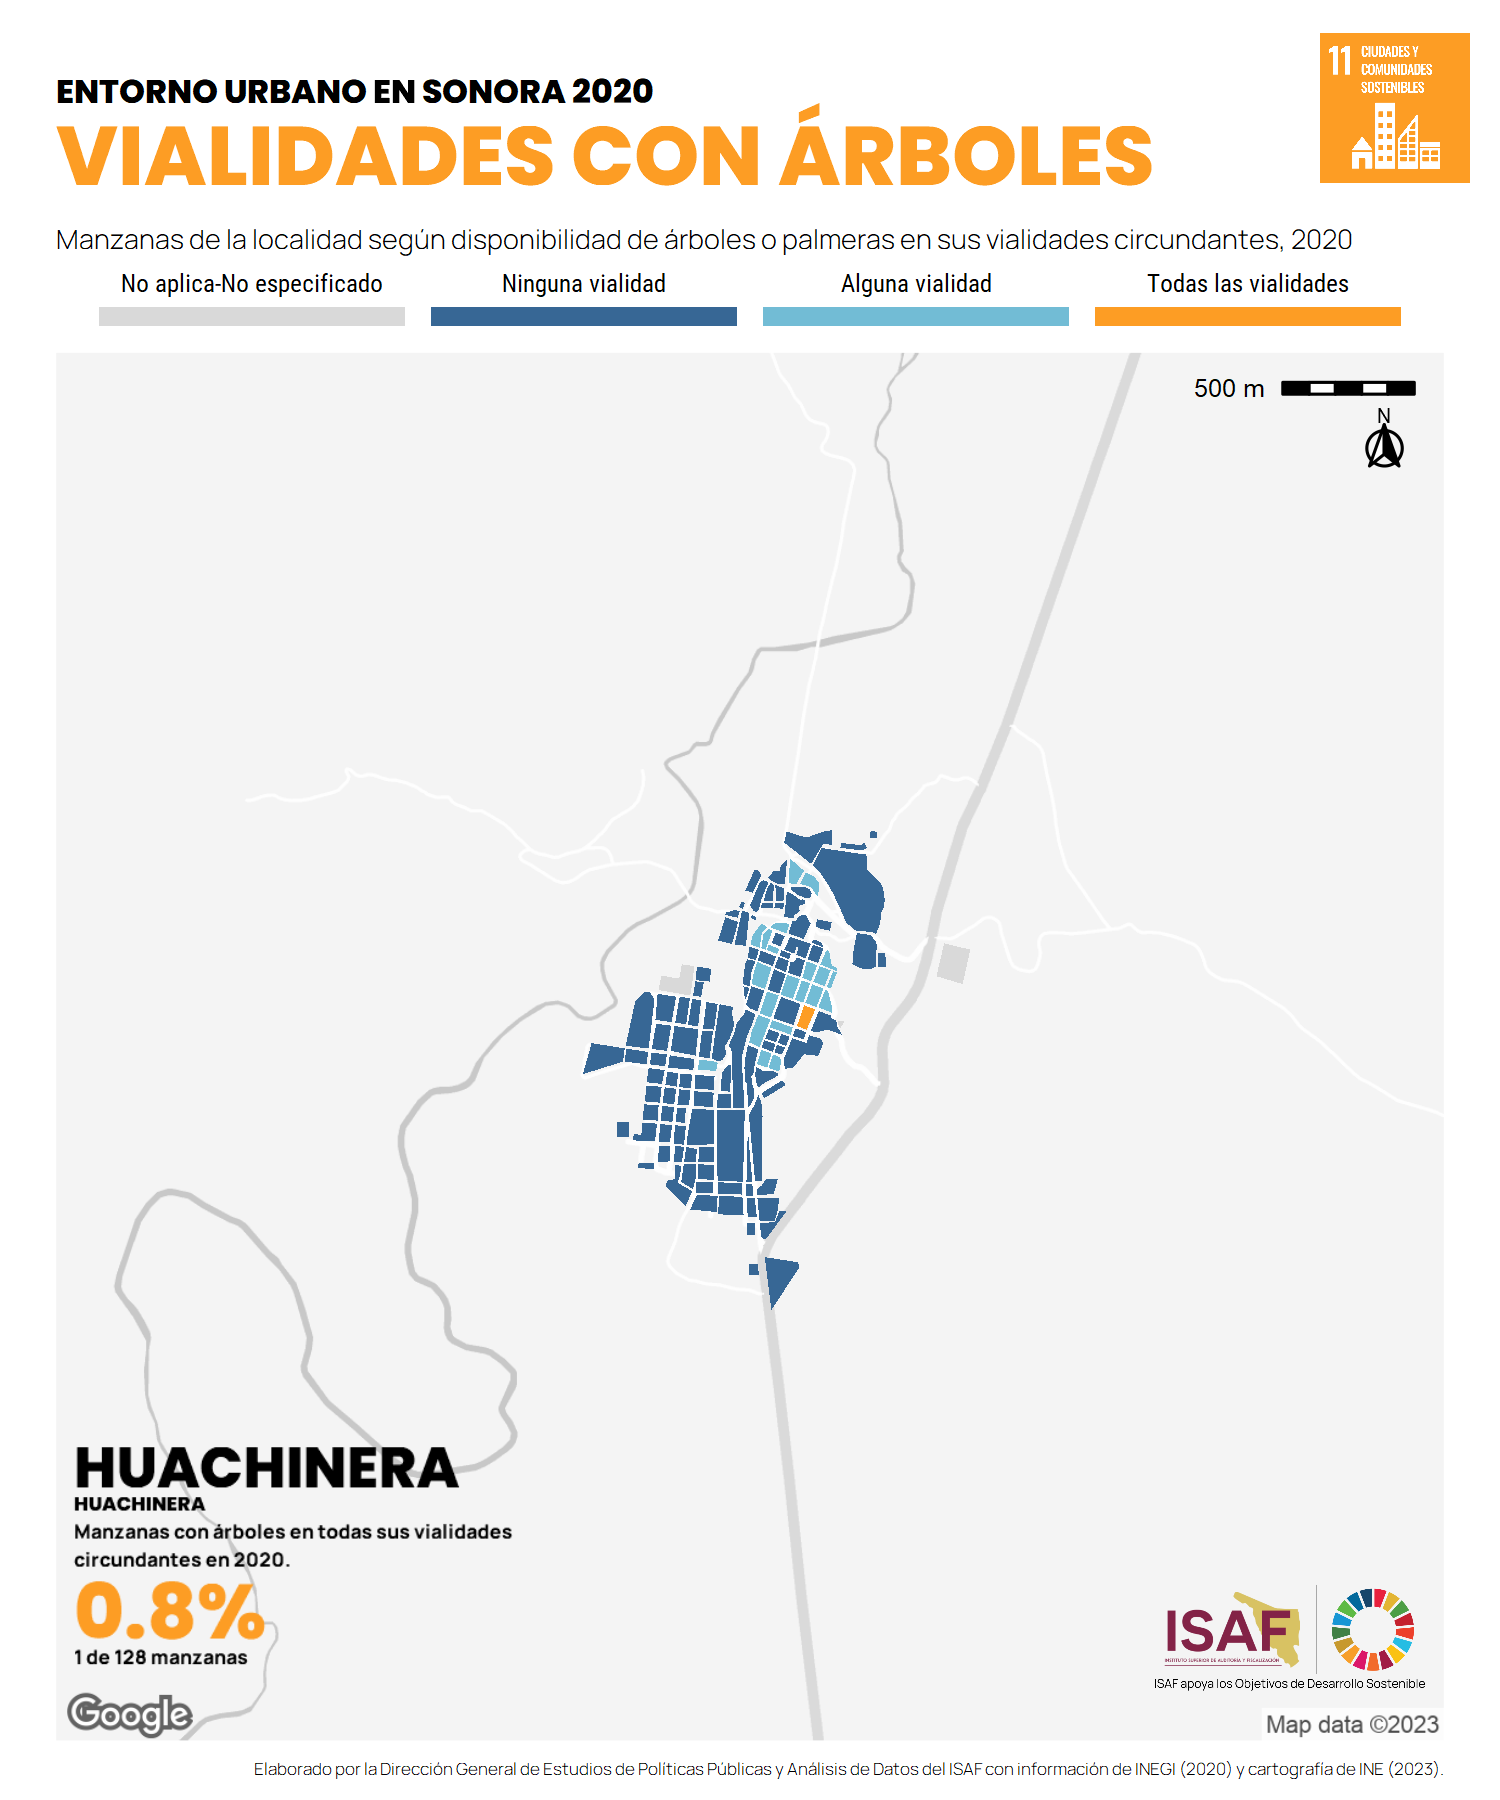 11 CIUDADES Y
COMUNIDADES
SOSTENIBLES
ENTORNO URBANO EN SONORA 2020
VIALIDADES CON ÁRBOLES
Manzanas de la localidad según disponibilidad de árboles o palmeras en sus vialidades circundantes, 2020
No aplica-No especificado
Ninguna vialidad
Alguna vialidad
Todas las vialidades
500 m
N
HUACHINERA
HUACHINERA
Manzanas con árboles en todas sus vialidades
circundantes en 2020.
0.8%
1 de 128 manzanas
Google
ISAF
INSTITUTO SUPERIOR DE AUDITORÍA Y FISCALIZACIÓN
ISAF apoya los Objetivos de Desarrollo Sostenible
Map data ©2023
Elaborado por la Dirección General de Estudios de Políticas Públicas y Análisis de Datos del ISAF con información de INEGI (2020) y cartografía de INE (2023).